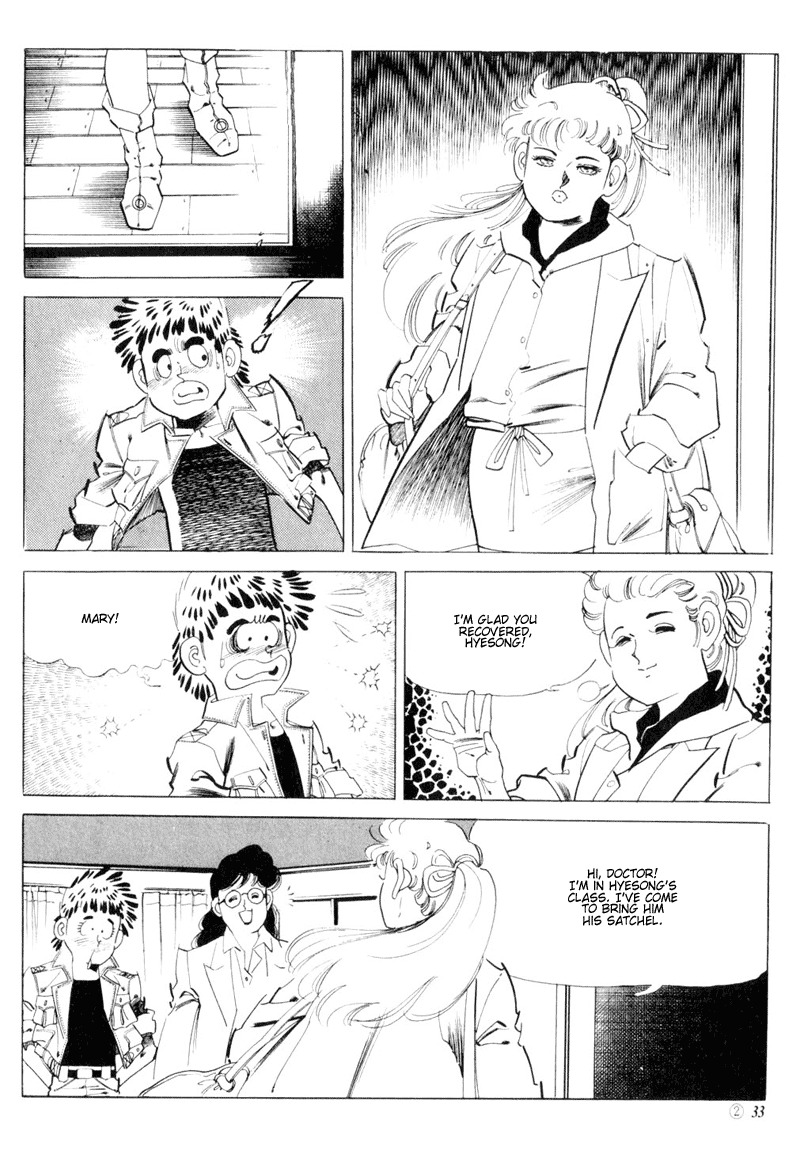 MARY!
I'M GLAD YOU
RECOVERED,
HYESONG!
HI, DOCTOR!
I'M IN HYESONG'S
CLASS. I'VE COME
TO BRING HIM
HIS SATCHEL.
② 33